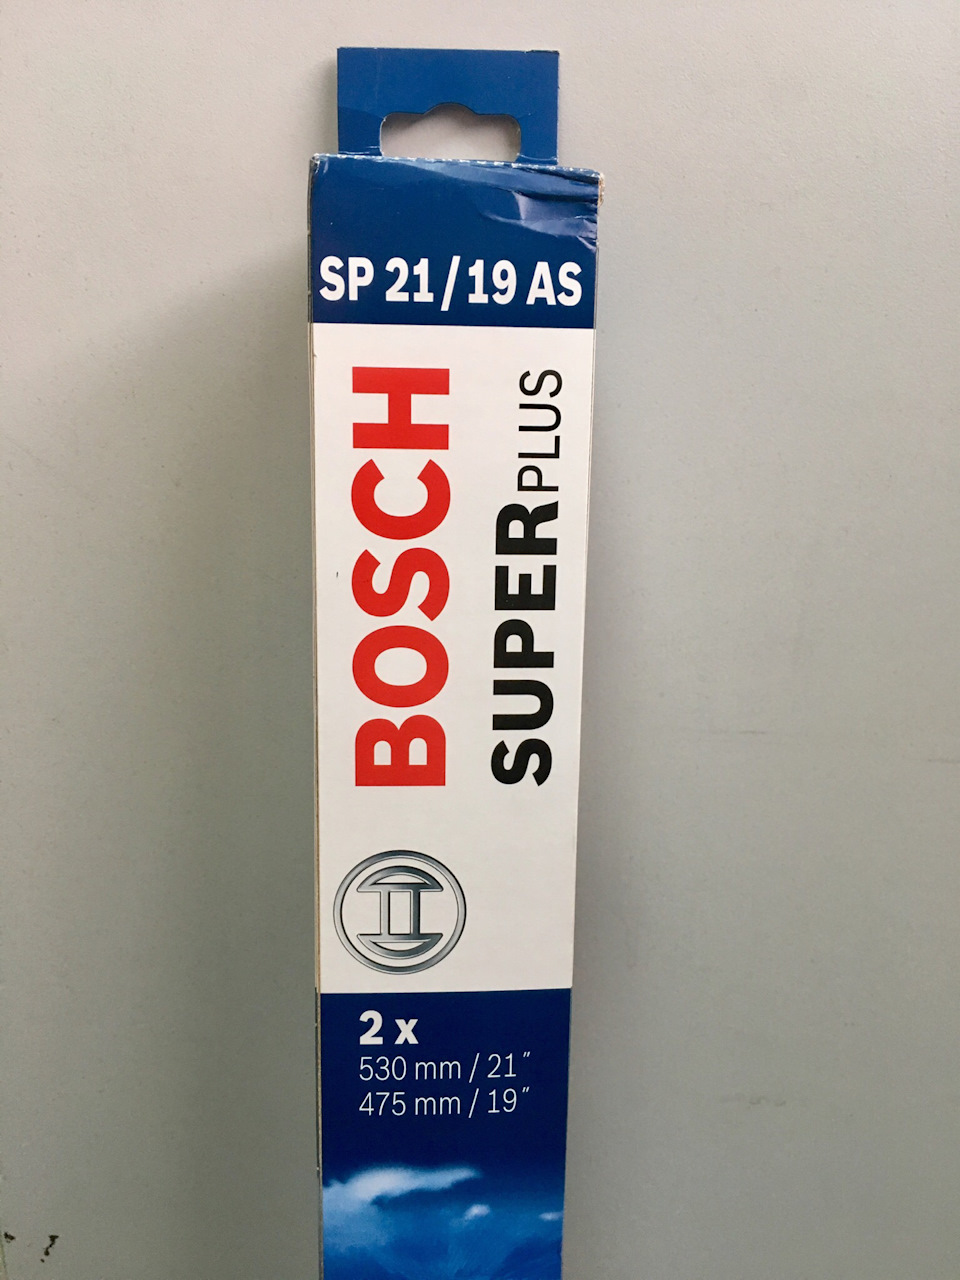 SP 21/19 AS
BOSCH
SUPERPLUS
2 x
530 mm / 21"
475 mm / 19"